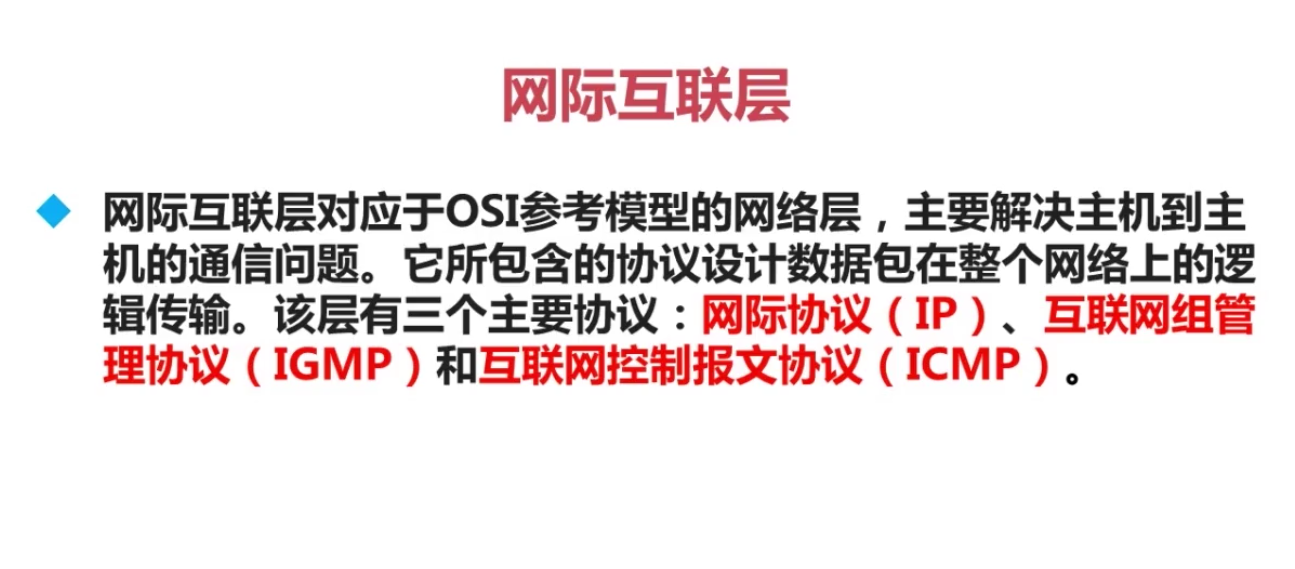 网际互联层
网际互联层对应于OSI参考模型的网络层，主要解决主机到主
机的通信问题。它所包含的协议设计数据包在整个网络上的逻
辑传输。该层有三个主要协议：网际协议（IP）、互联网组管
理协议（IGMP）和互联网控制报文协议（ICMP）。